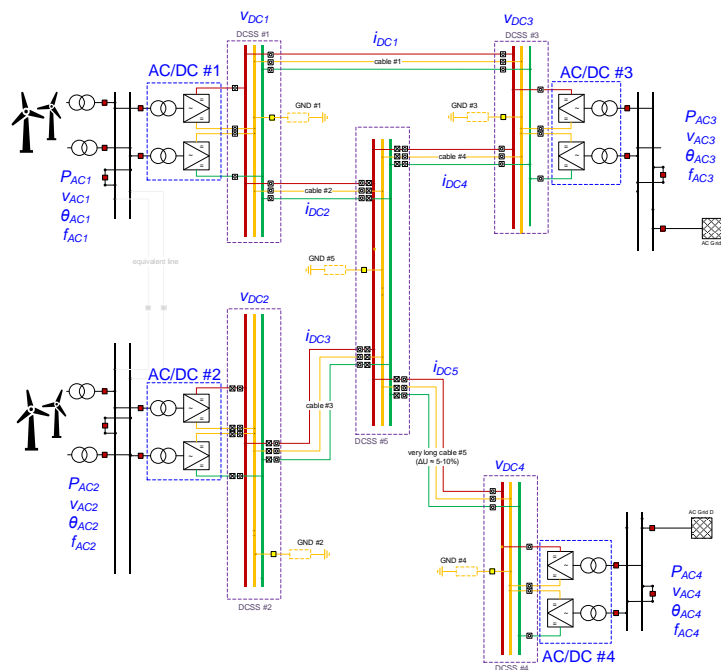 vDC1
DCSS #1
iDC1
cable #1
vDC3
DCSS #3
AC/DC #1
AC/DC #3
GND #1
GND #3
cable #4
PAC1
vAC1
θAC1
fAC1
cable #2
iDC2
iDC4
PAC3
vAC3
θAC3
fAC3
AC Grid
equivalent line
GND #5
vDC2
iDC3
AC/DC #2
iDC5
cable #3
DCSS #5
very long cable #5
(ΔU ≈ 5-10%)
vDC4
PAC2
vAC2
θAC2
fAC2
AC Grid D
GND #2
GND #4
PAC4
vAC4
θAC4
fAC4
DCSS #2
AC/DC #4
DCSS #4